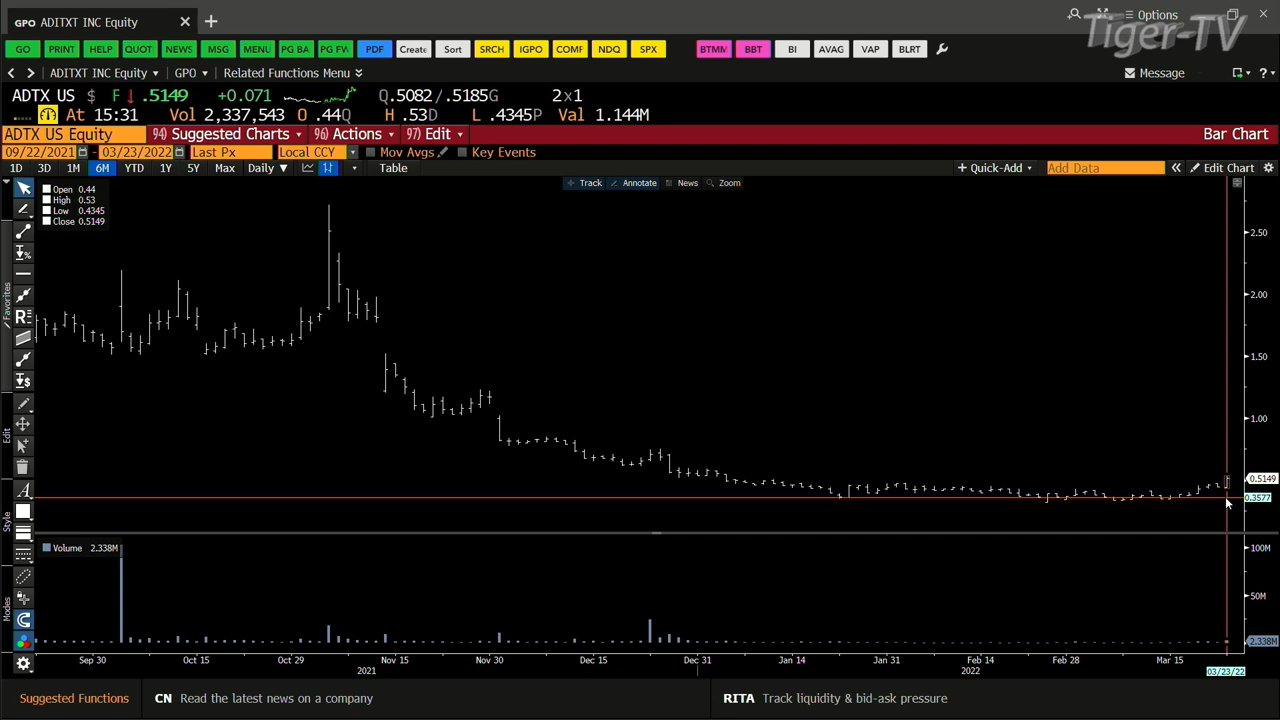 GPO ADITXT INC Equity
Options
Tiger-TV
GO PRINT HELP QUOT NEWS MSG MENU PG BA PG FW PDF Create Sort SRCH IGPO COMF NDQ SPX BTMM BBT BI AVAG VAP BLRT
ADITXT INC Equity GPO Related Functions Menu Message ?
ADTX US $ F .5149 +0.071 Q.5082/.5185G 2x1
At 15:31 Vol 2,337,543 O .44Q H .53D L .4345P Val 1.144M
ADTX US Equity 94) Suggested Charts 96) Actions 97) Edit Bar Chart
09/22/2021 - 03/23/2022 Last Px Local CCY Mov Avgs Key Events
1D 3D 1M 6M YTD 1Y 5Y Max Daily Table + Quick-Add Add Data Edit Chart
Track Annotate News Zoom
Open 0.44
High 0.53
Low 0.4345
Close 0.5149
2.50
2.00
1.50
1.00
0.5149
0.3577
Favorites
Edit
Style
Modes
Volume 2.338M
100M
50M
2.338M
Sep 30 Oct 15 Oct 29 Nov 15 Nov 30 Dec 15 Dec 31 Jan 14 Jan 31 Feb 14 Feb 28 Mar 15
2021 2022 03/23/22
Suggested Functions CN Read the latest news on a company RITA Track liquidity & bid-ask pressure